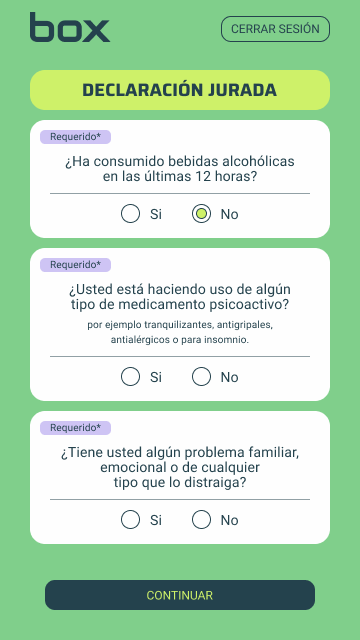 box
CERRAR SESIÓN
DECLARACIÓN JURADA
Requerido*
¿Ha consumido bebidas alcohólicas
en las últimas 12 horas?
Si
No
Requerido*
¿Usted está haciendo uso de algún
tipo de medicamento psicoactivo?
por ejemplo tranquilizantes, antigripales,
antialérgicos o para insomnio.
Si
No
Requerido*
¿Tiene usted algún problema familiar,
emocional o de cualquier
tipo que lo distraiga?
Si
No
CONTINUAR